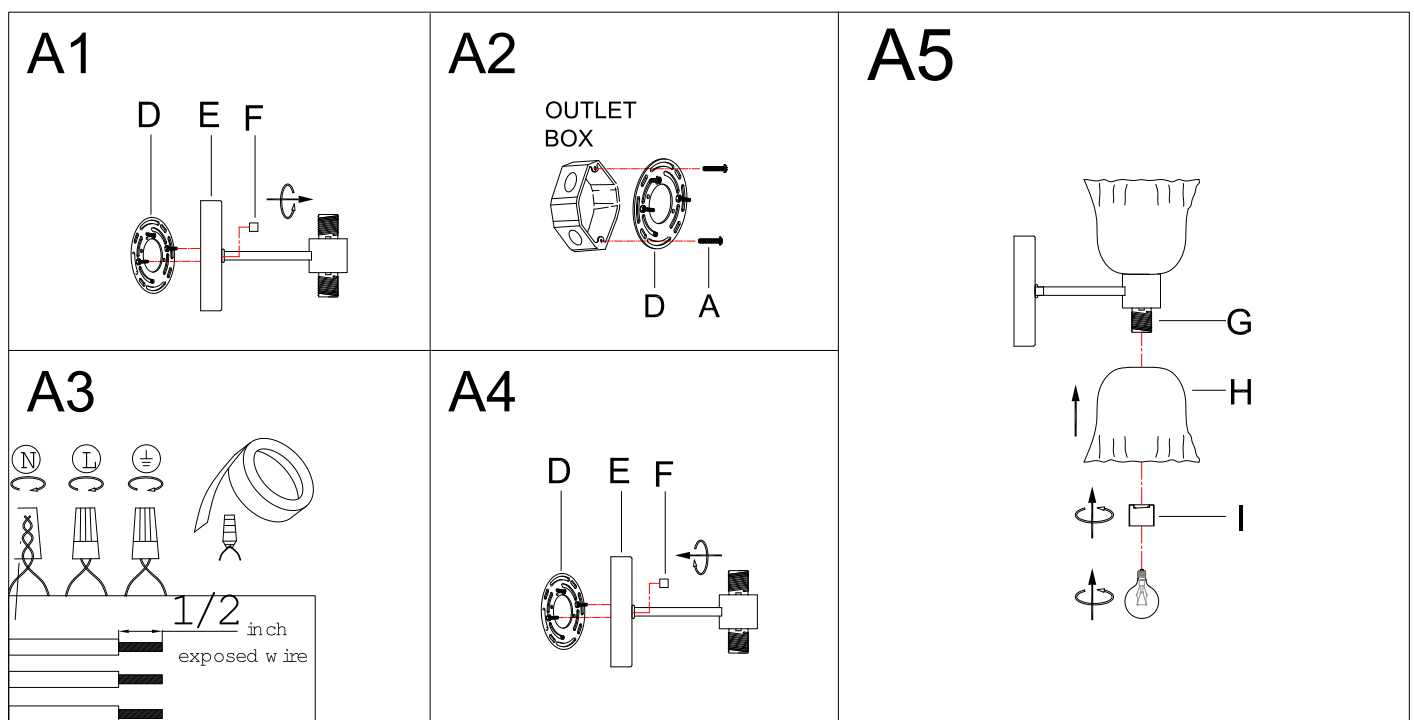 A1
D E F
A2
OUTLET
BOX
D A
A3
N L
1/2 inch
exposed wire
A4
D E F
A5
G
H
I